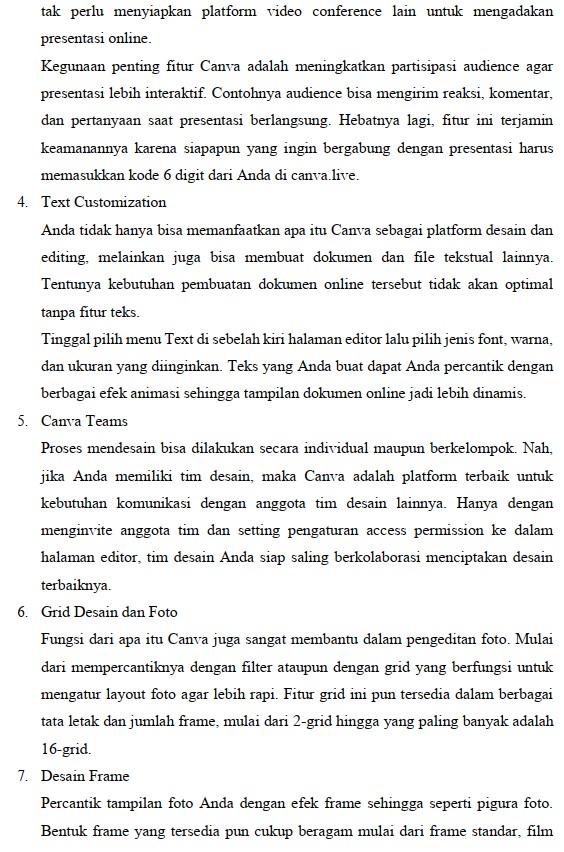 tak perlu menyiapkan platform video conference lain untuk mengadakan
presentasi online.
Kegunaan penting fitur Canva adalah meningkatkan partisipasi audience agar
presentasi lebih interaktif. Contohnya audience bisa mengirim reaksi, komentar,
dan pertanyaan saat presentasi berlangsung. Hebatnya lagi, fitur ini terjamin
keamanannya karena siapapun yang ingin bergabung dengan presentasi harus
memasukkan kode 6 digit dari Anda di canva.live.
4. Text Customization
Anda tidak hanya bisa memanfaatkan apa itu Canva sebagai platform desain dan
editing, melainkan juga bisa membuat dokumen dan file tekstual lainnya.
Tentunya kebutuhan pembuatan dokumen online tersebut tidak akan optimal
tanpa fitur teks.
Tinggal pilih menu Text di sebelah kiri halaman editor lalu pilih jenis font, warna,
dan ukuran yang diinginkan. Teks yang Anda buat dapat Anda percantik dengan
berbagai efek animasi sehingga tampilan dokumen online jadi lebih dinamis.
5. Canva Teams
Proses mendesain bisa dilakukan secara individual maupun berkelompok. Nah,
jika Anda memiliki tim desain, maka Canva adalah platform terbaik untuk
kebutuhan komunikasi dengan anggota tim desain lainnya. Hanya dengan
menginvite anggota tim dan setting pengaturan access permission ke dalam
halaman editor, tim desain Anda siap saling berkolaborasi menciptakan desain
terbaiknya.
6. Grid Desain dan Foto
Fungsi dari apa itu Canva juga sangat membantu dalam pengeditan foto. Mulai
dari mempercantiknya dengan filter ataupun dengan grid yang berfungsi untuk
mengatur layout foto agar lebih rapi. Fitur grid ini pun tersedia dalam berbagai
tata letak dan jumlah frame, mulai dari 2-grid hingga yang paling banyak adalah
16-grid.
7. Desain Frame
Percantik tampilan foto Anda dengan efek frame sehingga seperti pigura foto.
Bentuk frame yang tersedia pun cukup beragam mulai dari frame standar, film